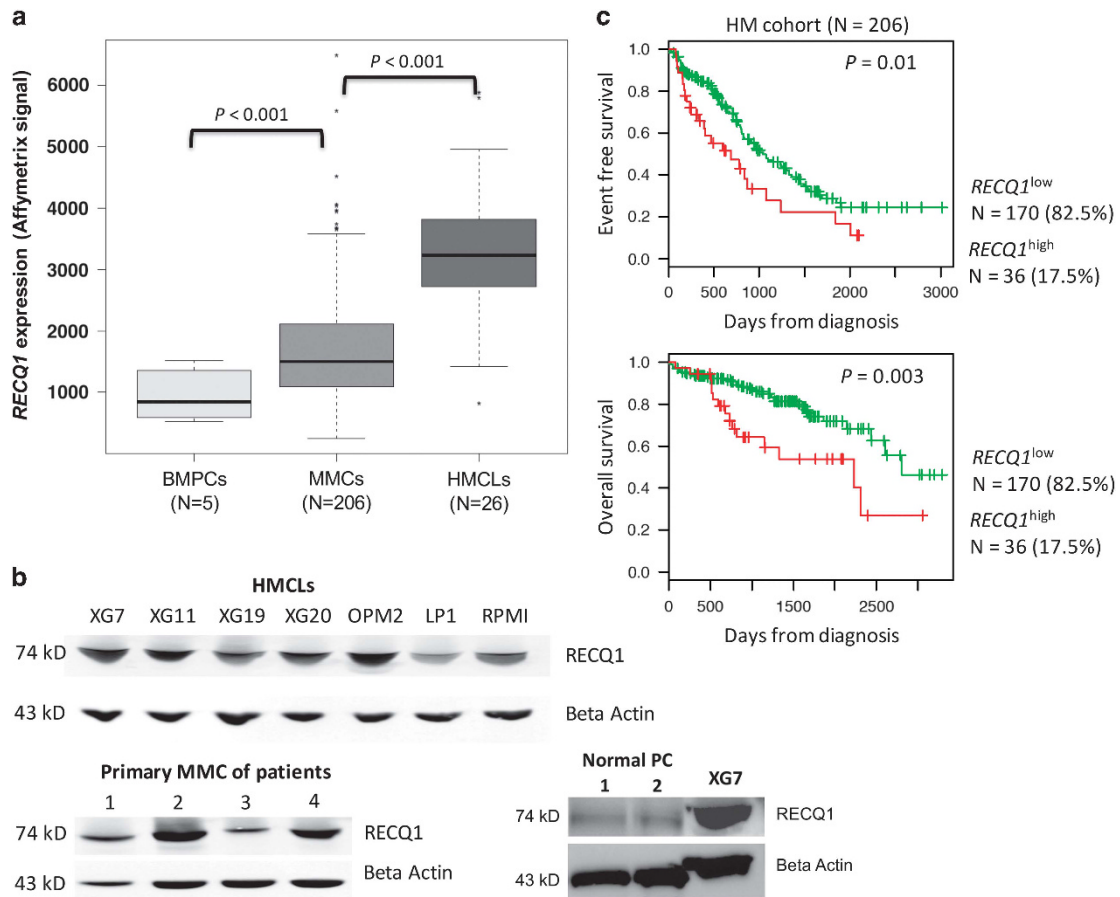 a
RECQ1 expression (Affymetrix signal)
6000
5000
4000
3000
2000
1000
P < 0.001
P < 0.001
BMPCs
(N=5)
MMCs
(N=206)
HMCLs
(N=26)
c
HM cohort (N = 206)
P = 0.01
Event free survival
1.0
0.8
0.6
0.4
0.2
0.0
0 500 1000 2000 3000
Days from diagnosis
RECQ1low
N = 170 (82.5%)
RECQ1high
N = 36 (17.5%)
P = 0.003
Overall survival
1.0
0.8
0.6
0.4
0.2
0.0
0 500 1500 2500
Days from diagnosis
RECQ1low
N = 170 (82.5%)
RECQ1high
N = 36 (17.5%)
b
HMCLs
XG7 XG11 XG19 XG20 OPM2 LP1 RPMI
74 kD RECQ1
43 kD Beta Actin
Primary MMC of patients
1 2 3 4
74 kD RECQ1
43 kD Beta Actin
Normal PC
1 2 XG7
74 kD RECQ1
43 kD Beta Actin